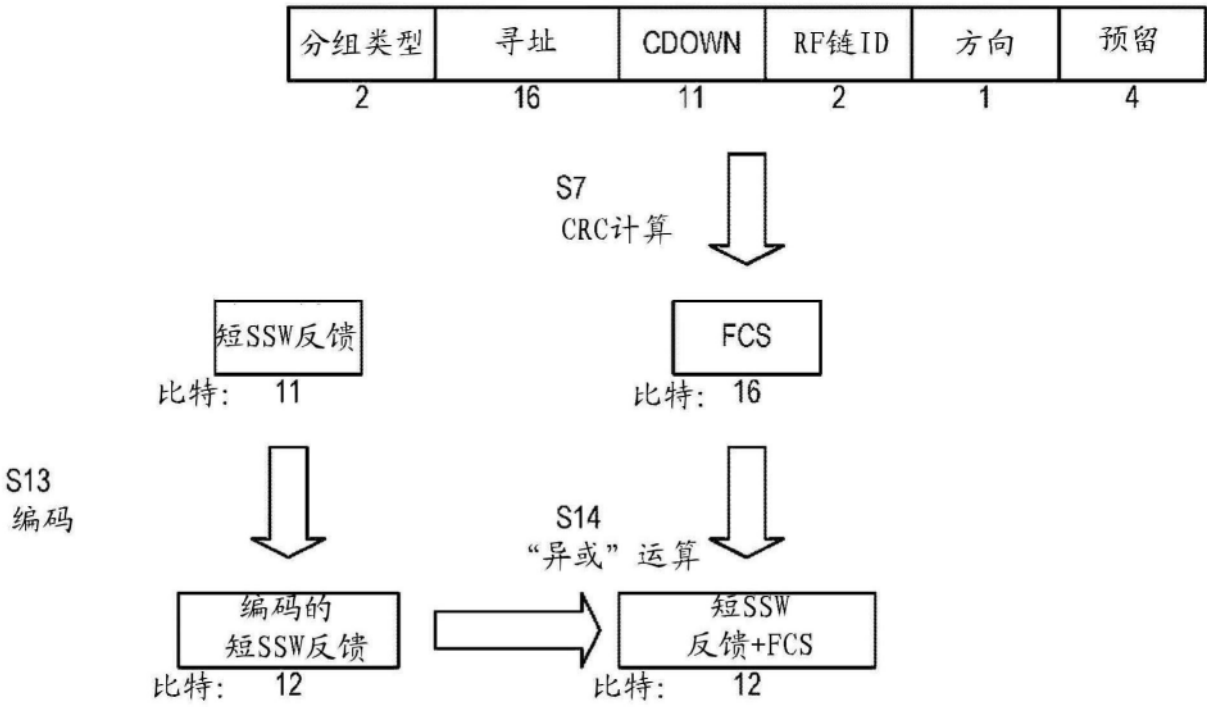 分组类型 寻址 CDOWN RF链ID 方向 预留
2 16 11 2 1 4
S7
CRC计算
短SSW反馈
FCS
比特: 11
比特: 16
S13
编码
S14
“异或”运算
编码的
短SSW反馈
短SSW
反馈+FCS
比特: 12
比特: 12